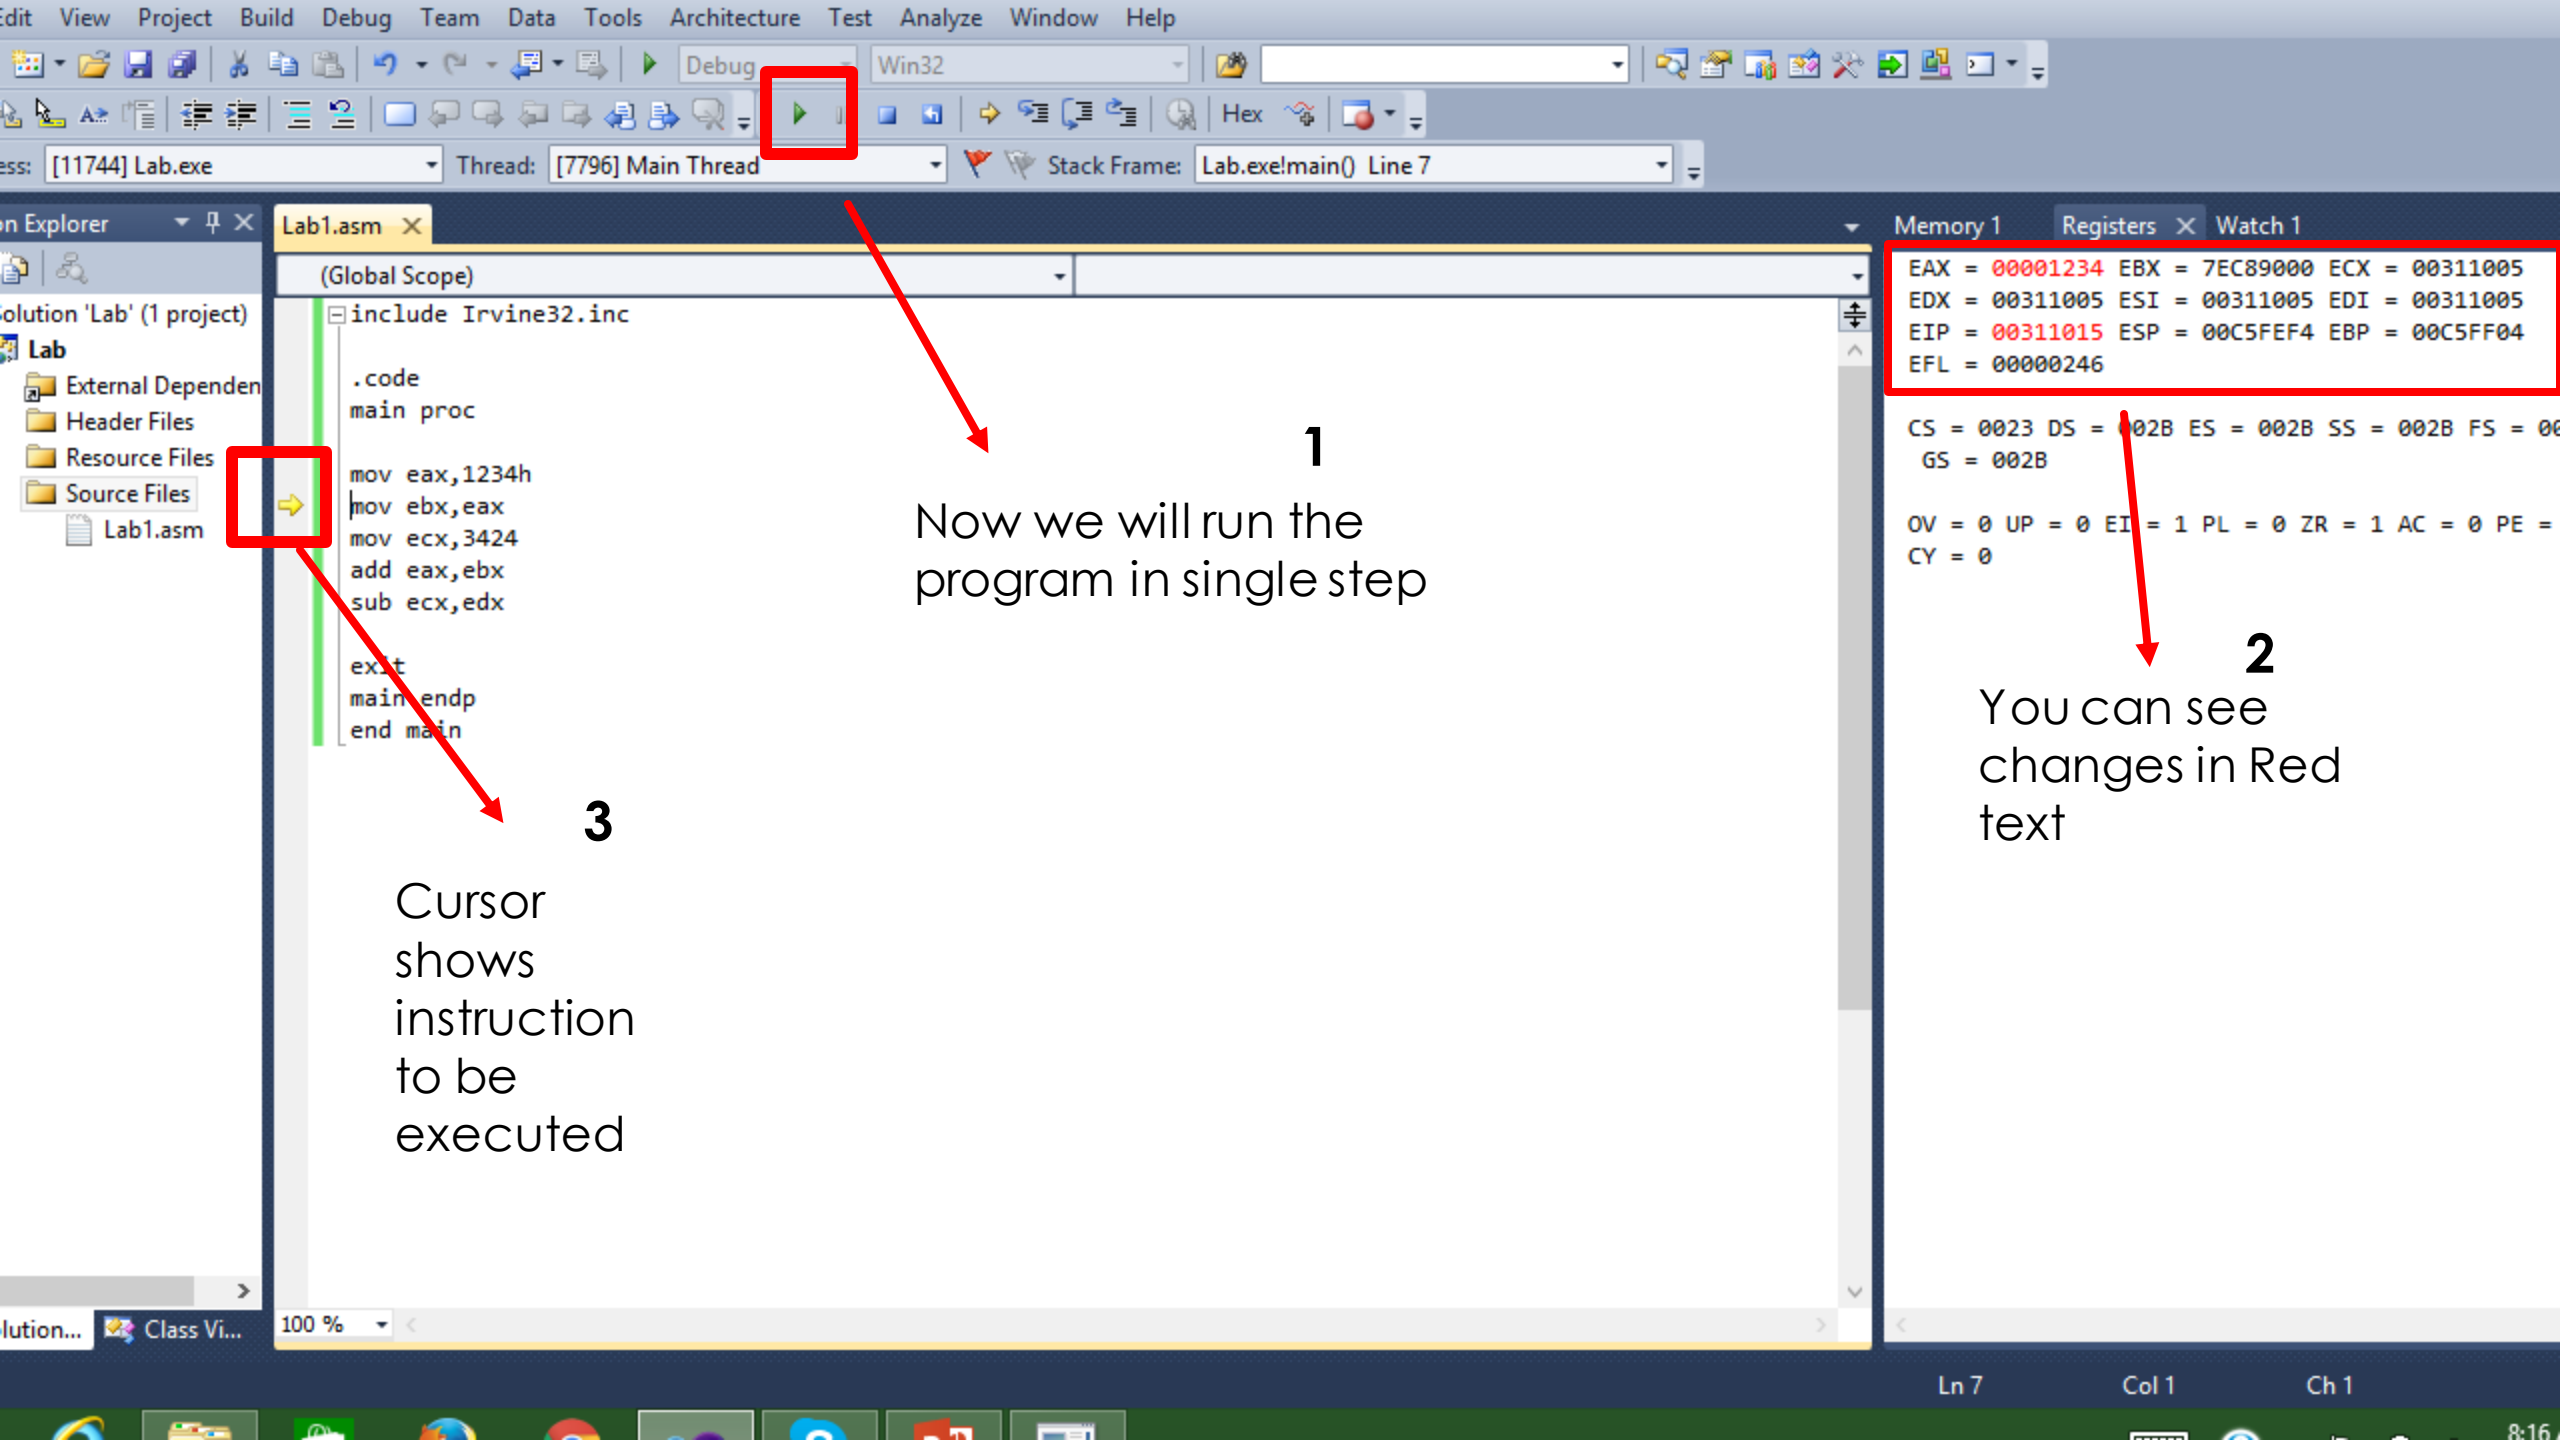 Edit View Project Build Debug Team Data Tools Architecture Test Analyze Window Help
Debug Win32
Hex
ess: [11744] Lab.exe Thread: [7796] Main Thread Stack Frame: Lab.exe!main() Line 7
on Explorer
Lab1.asm
Memory 1 Registers Watch 1
(Global Scope)
Solution 'Lab' (1 project)
Lab
External Dependen
Header Files
Resource Files
Source Files
Lab1.asm
include Irvine32.inc
.code
main proc
mov eax,1234h
mov ebx,eax
mov ecx,3424
add eax,ebx
sub ecx,edx
exit
main endp
end main
EAX = 00001234 EBX = 7EC89000 ECX = 00311005
EDX = 00311005 ESI = 00311005 EDI = 00311005
EIP = 00311015 ESP = 00C5FEF4 EBP = 00C5FF04
EFL = 00000246
CS = 0023 DS = 002B ES = 002B SS = 002B FS = 00
GS = 002B
OV = 0 UP = 0 EI = 1 PL = 0 ZR = 1 AC = 0 PE =
CY = 0
1
Now we will run the
program in single step
2
You can see
changes in Red
text
3
Cursor
shows
instruction
to be
executed
lution... Class Vi...
100 %
Ln 7 Col 1 Ch 1
8:16